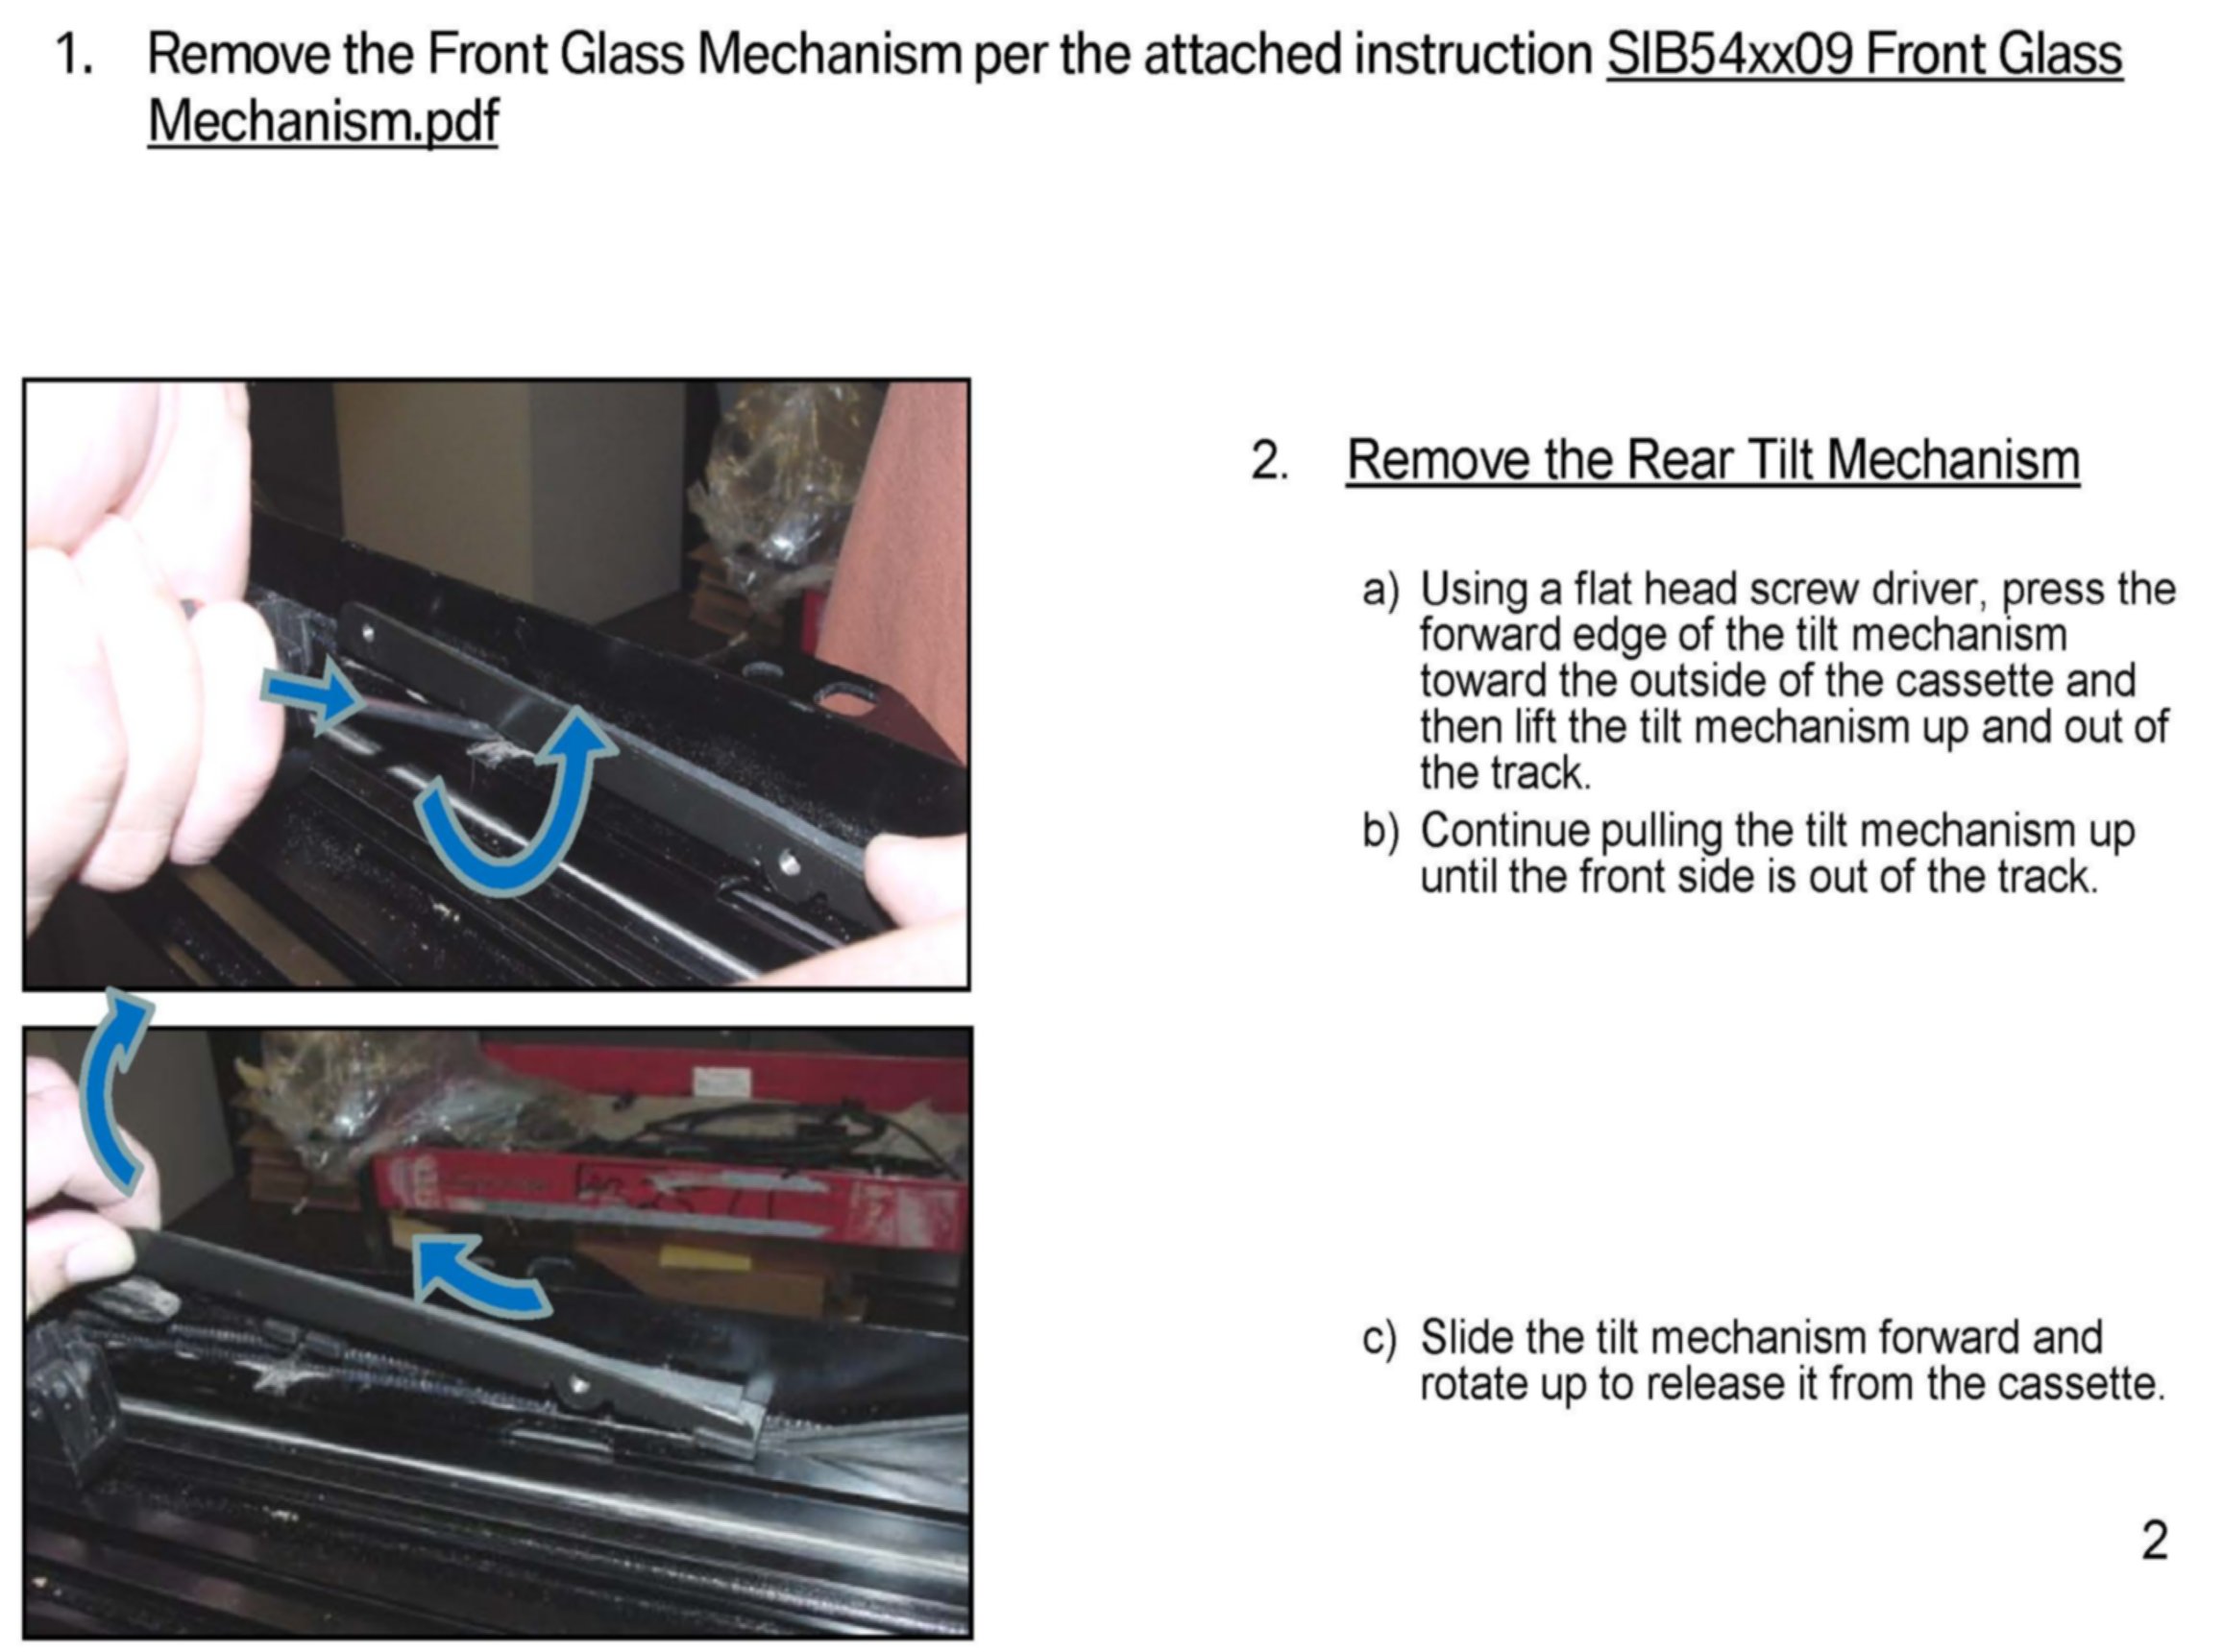 1. Remove the Front Glass Mechanism per the attached instruction SIB54xx09 Front Glass
Mechanism.pdf
2. Remove the Rear Tilt Mechanism
a) Using a flat head screw driver, press the
forward edge of the tilt mechanism
toward the outside of the cassette and
then lift the tilt mechanism up and out of
the track.
b) Continue pulling the tilt mechanism up
until the front side is out of the track.
c) Slide the tilt mechanism forward and
rotate up to release it from the cassette.
2